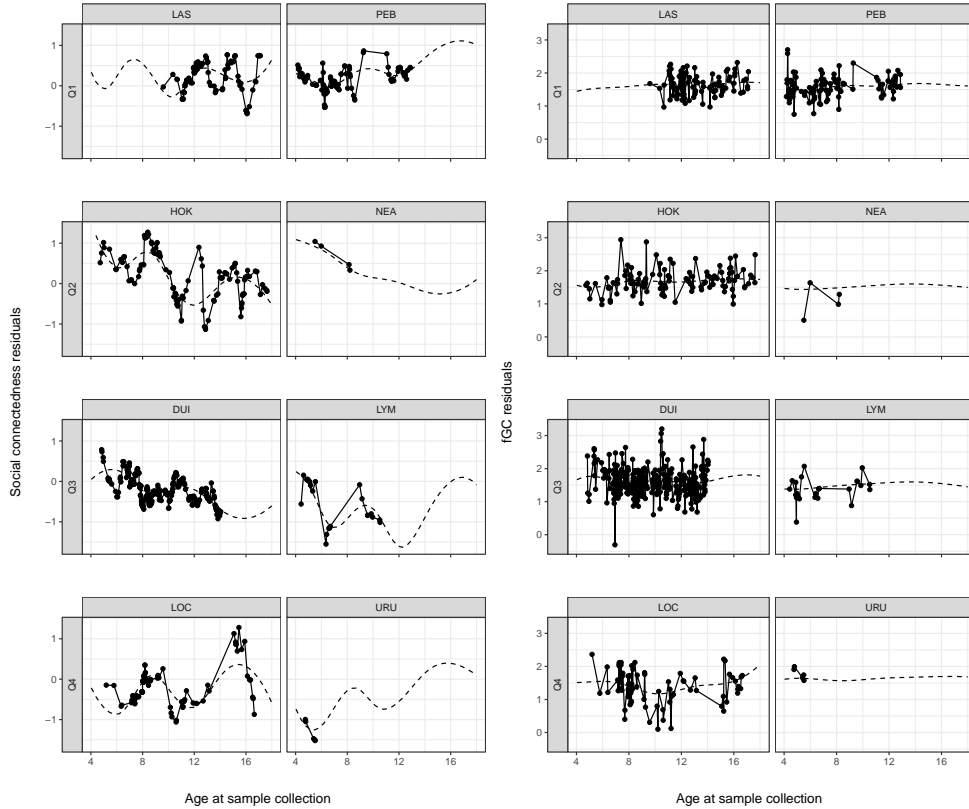 LAS PEB
Q1
1
0
−1
HOK NEA
Q2
1
0
−1
DUI LYM
Q3
1
0
−1
LOC URU
Q4
1
0
−1
4 8 12 16 4 8 12 16
Age at sample collection
Social connectedness residuals
LAS PEB
Q1
3
2
1
0
HOK NEA
Q2
3
2
1
0
DUI LYM
Q3
3
2
1
0
LOC URU
Q4
3
2
1
0
4 8 12 16 4 8 12 16
Age at sample collection
fGC residuals